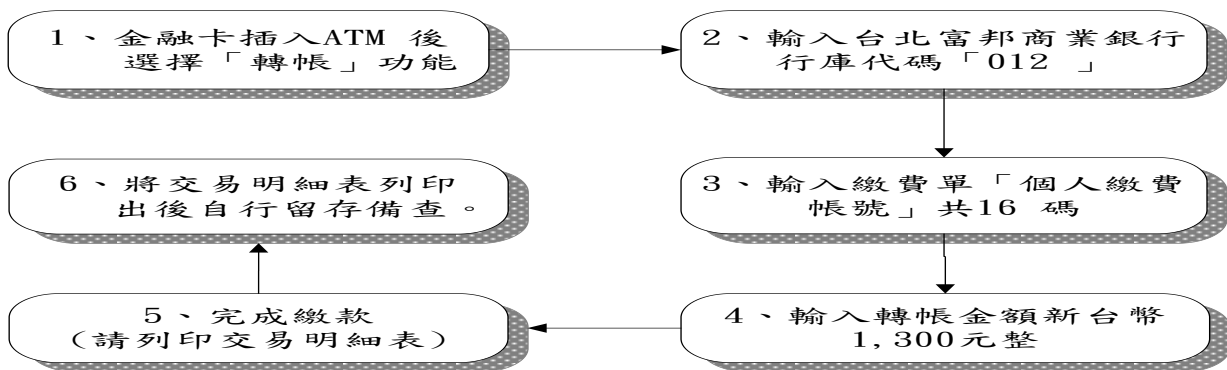 1、金融卡插入ATM 後
選擇「轉帳」功能
2、輸入台北富邦商業銀行
行庫代碼「012 」
3、輸入繳費單「個人繳費
帳號」共16 碼
4、輸入轉帳金額新台幣
1,300元整
5、完成繳款
(請列印交易明細表)
6、將交易明細表列印
出後自行留存備查。